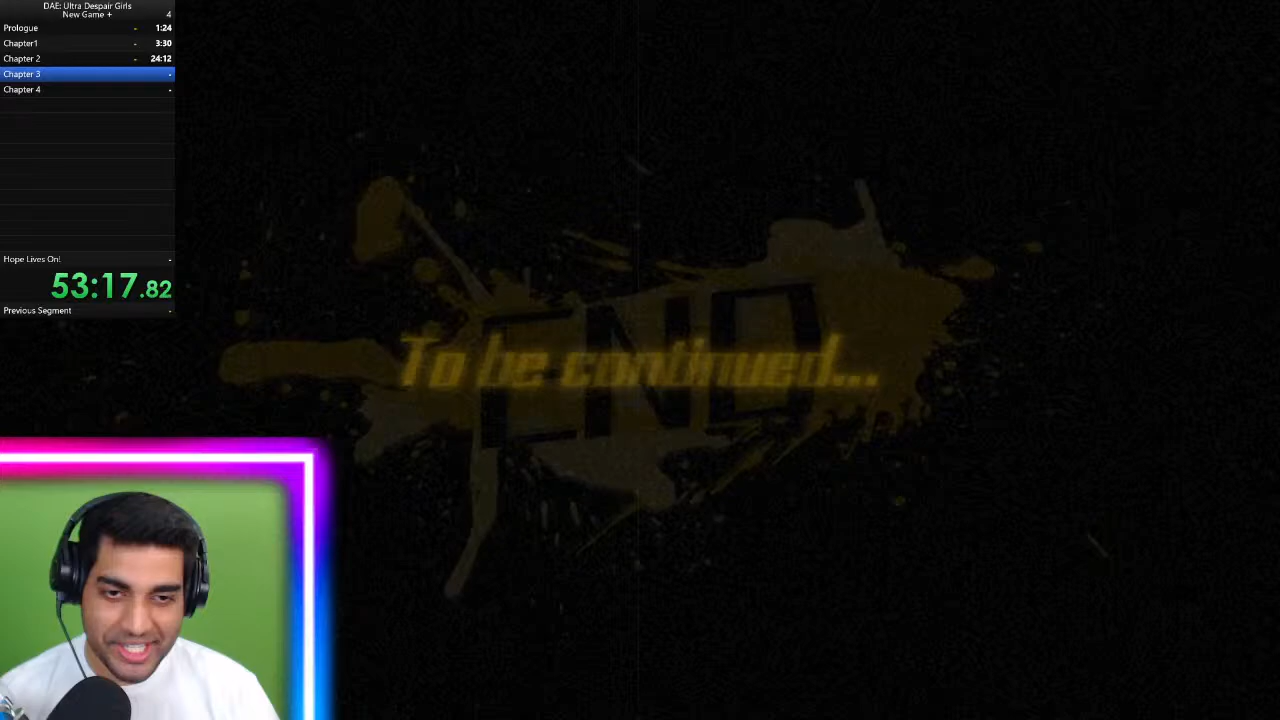 DAE: Ultra Despair Girls
New Game + 4
Prologue - 1:24
Chapter1 - 3:30
Chapter 2 - 24:12
Chapter 3 -
Chapter 4 -
Hope Lives On! -
53:17.82
Previous Segment -
END
To be continued...